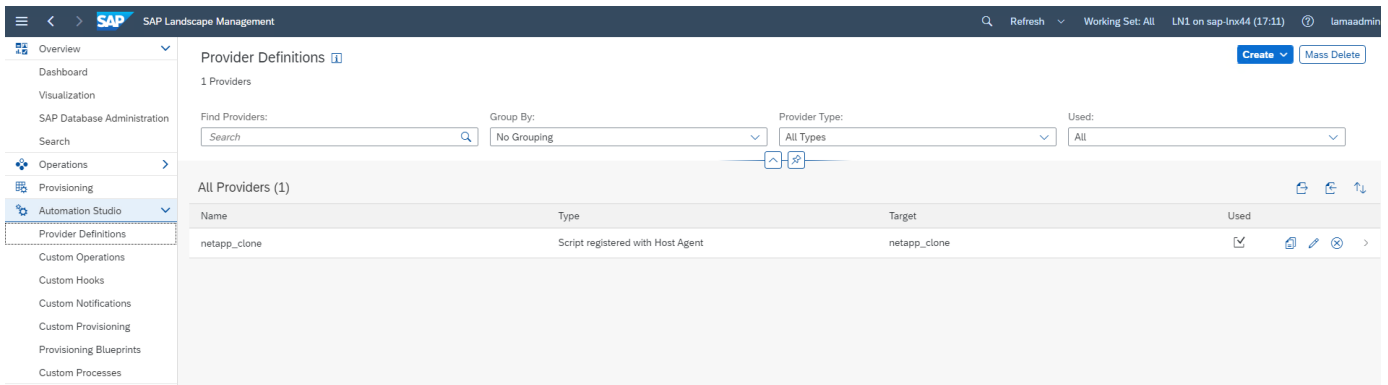 SAP SAP Landscape Management
Refresh Working Set: All LN1 on sap-lnx44 (17:11) lamaadmin
Overview
Dashboard
Visualization
SAP Database Administration
Search
Operations
Provisioning
Automation Studio
Provider Definitions
Custom Operations
Custom Hooks
Custom Notifications
Custom Provisioning
Provisioning Blueprints
Custom Processes
Provider Definitions
Create Mass Delete
1 Providers
Find Providers: Group By: Provider Type: Used:
Search No Grouping All Types All
All Providers (1)
Name Type Target Used
netapp_clone Script registered with Host Agent netapp_clone